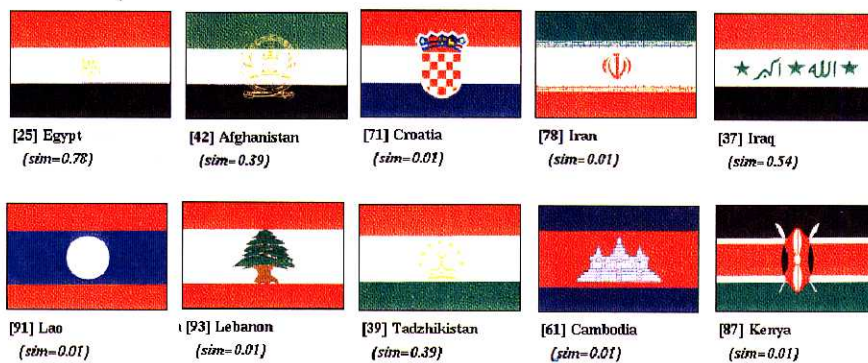 [25] Egypt
(sim=0.78)
[42] Afghanistan
(sim=0.39)
[71] Croatia
(sim=0.01)
[78] Iran
(sim=0.01)
الله اكبر
[37] Iraq
(sim=0.54)
[91] Lao
(sim=0.01)
[93] Lebanon
(sim=0.01)
[39] Tadzhikistan
(sim=0.39)
[61] Cambodia
(sim=0.01)
[87] Kenya
(sim=0.01)